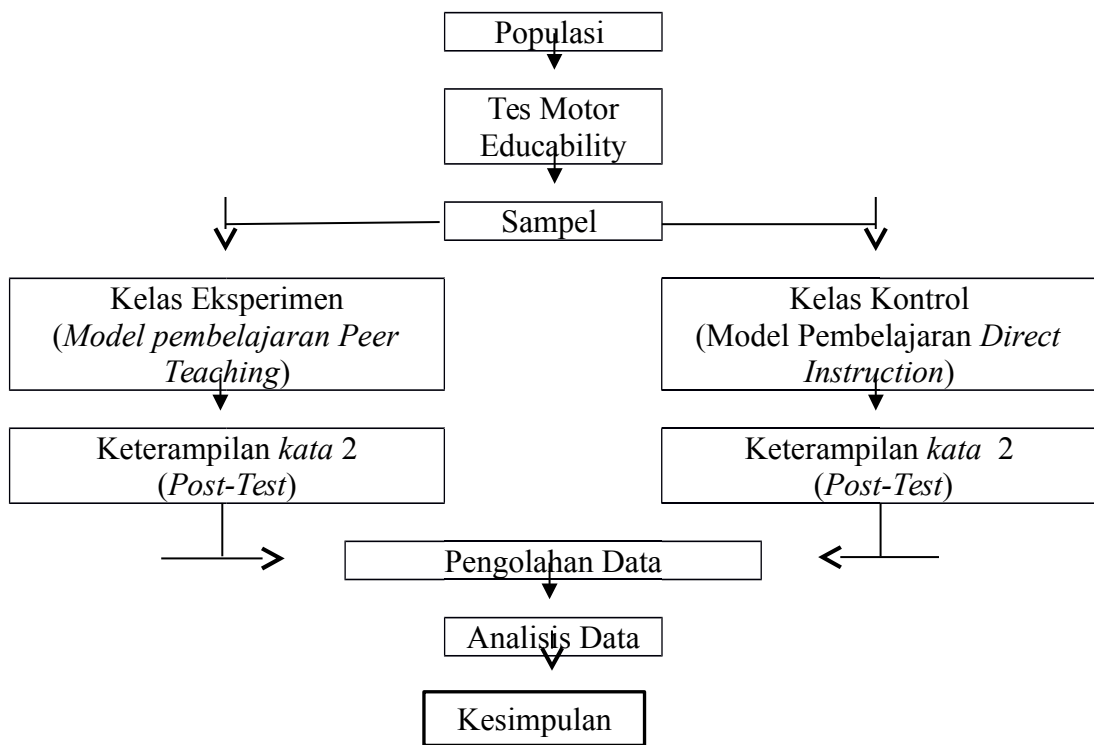 Populasi
Tes Motor
Educability
Sampel
Kelas Eksperimen
(Model pembelajaran Peer
Teaching)
Kelas Kontrol
(Model Pembelajaran Direct
Instruction)
Keterampilan kata 2
(Post-Test)
Keterampilan kata 2
(Post-Test)
Pengolahan Data
Analisis Data
Kesimpulan